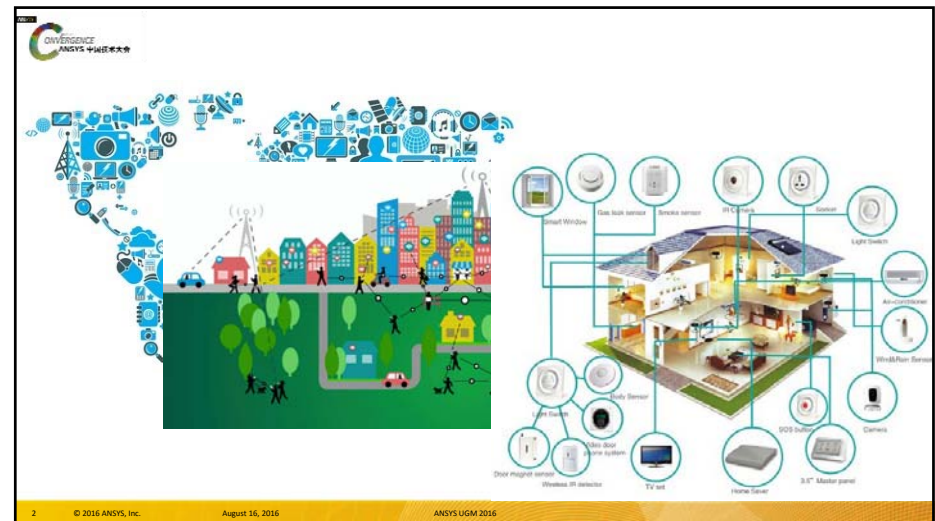 ANSYS
CONVERGENCE
ANSYS 中国技术大会
Smart Window
Gas leak sensor
Smoke sensor
IR Camera
Socket
Light Switch
Air-conditioner
Wind&Rain Sensor
Light Switch
Body Sensor
Video door
phone system
SOS button
Camera
Door magnet sensor
Wireless IR detector
TV set
Home Saver
3.5" Master panel
2
© 2016 ANSYS, Inc.
August 16, 2016
ANSYS UGM 2016